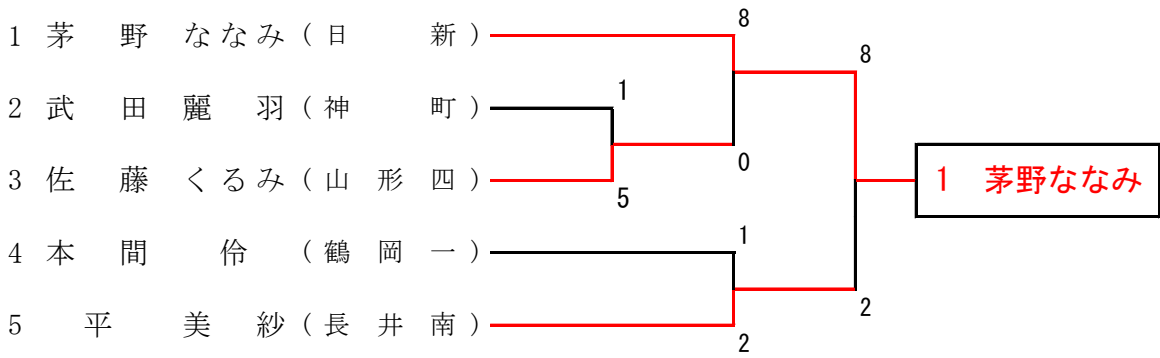 8
1 茅野ななみ(日新)
8
2 武田麗羽(神町)
1
0
1 茅野ななみ
3 佐藤くるみ(山形四)
5
1
4 本間伶(鶴岡一)
2
5 平美紗(長井南)
2